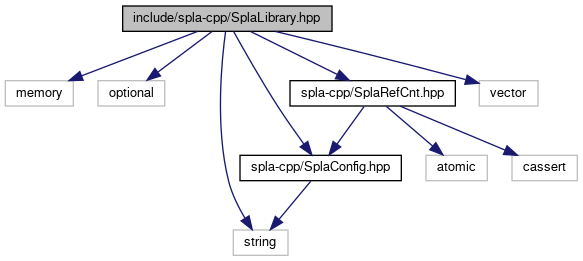 include/spla-cpp/SplaLibrary.hpp
memory
optional
spla-cpp/SplaRefCnt.hpp
vector
spla-cpp/SplaConfig.hpp
atomic
cassert
string